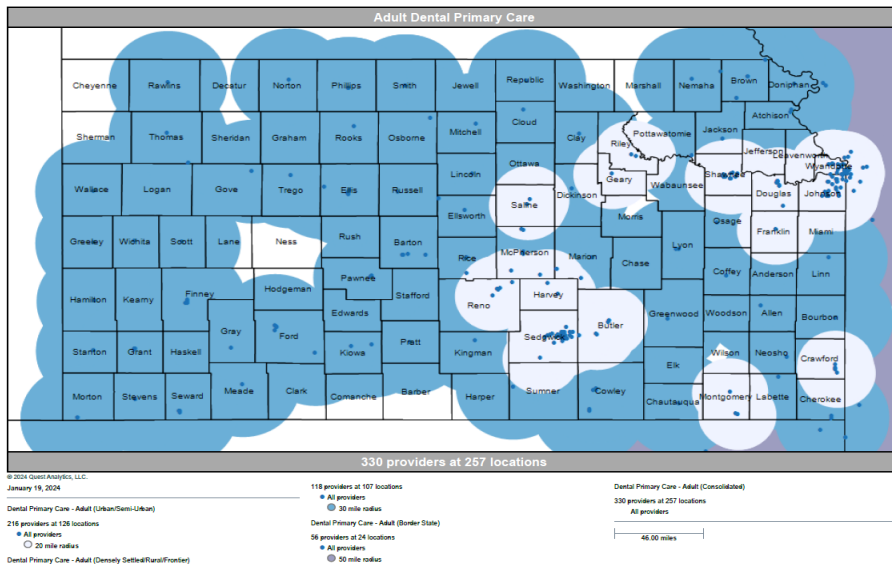 Adult Dental Primary Care
Cheyenne Rawlins Decatur Norton Phillips Smith Jewell Republic Washington Marshall Nemaha Brown Doniphan
Sherman Thomas Sheridan Graham Rooks Osborne Mitchell Cloud Clay Riley Pottawatomie Jackson Atchison
Jefferson Leavenworth
Wallace Logan Gove Trego Ellis Russell Lincoln Ottawa Dickinson Geary Wabaunsee Shawnee Wyandotte
Saline Morris Douglas Johnson
Greeley Wichita Scott Lane Ness Rush Barton Ellsworth Osage Franklin Miami
Rice McPherson Marion Chase Lyon Coffey Anderson Linn
Hamilton Kearny Finney Hodgeman Pawnee Stafford Reno Harvey
Gray Ford Edwards Greenwood Woodson Allen Bourbon
Stanton Grant Haskell Kiowa Pratt Kingman Sedgwick Butler Elk Wilson Neosho Crawford
Morton Stevens Seward Meade Clark Comanche Barber Harper Sumner Cowley Chautauqua Montgomery Labette Cherokee
330 providers at 257 locations
© 2024 Quest Analytics, LLC.
January 19, 2024
Dental Primary Care - Adult (Urban/Semi-Urban)
216 providers at 126 locations
All providers
20 mile radius
Dental Primary Care - Adult (Densely Settled/Rural/Frontier)
118 providers at 107 locations
All providers
30 mile radius
Dental Primary Care - Adult (Border State)
56 providers at 24 locations
All providers
50 mile radius
Dental Primary Care - Adult (Consolidated)
330 providers at 257 locations
All providers
46.00 miles